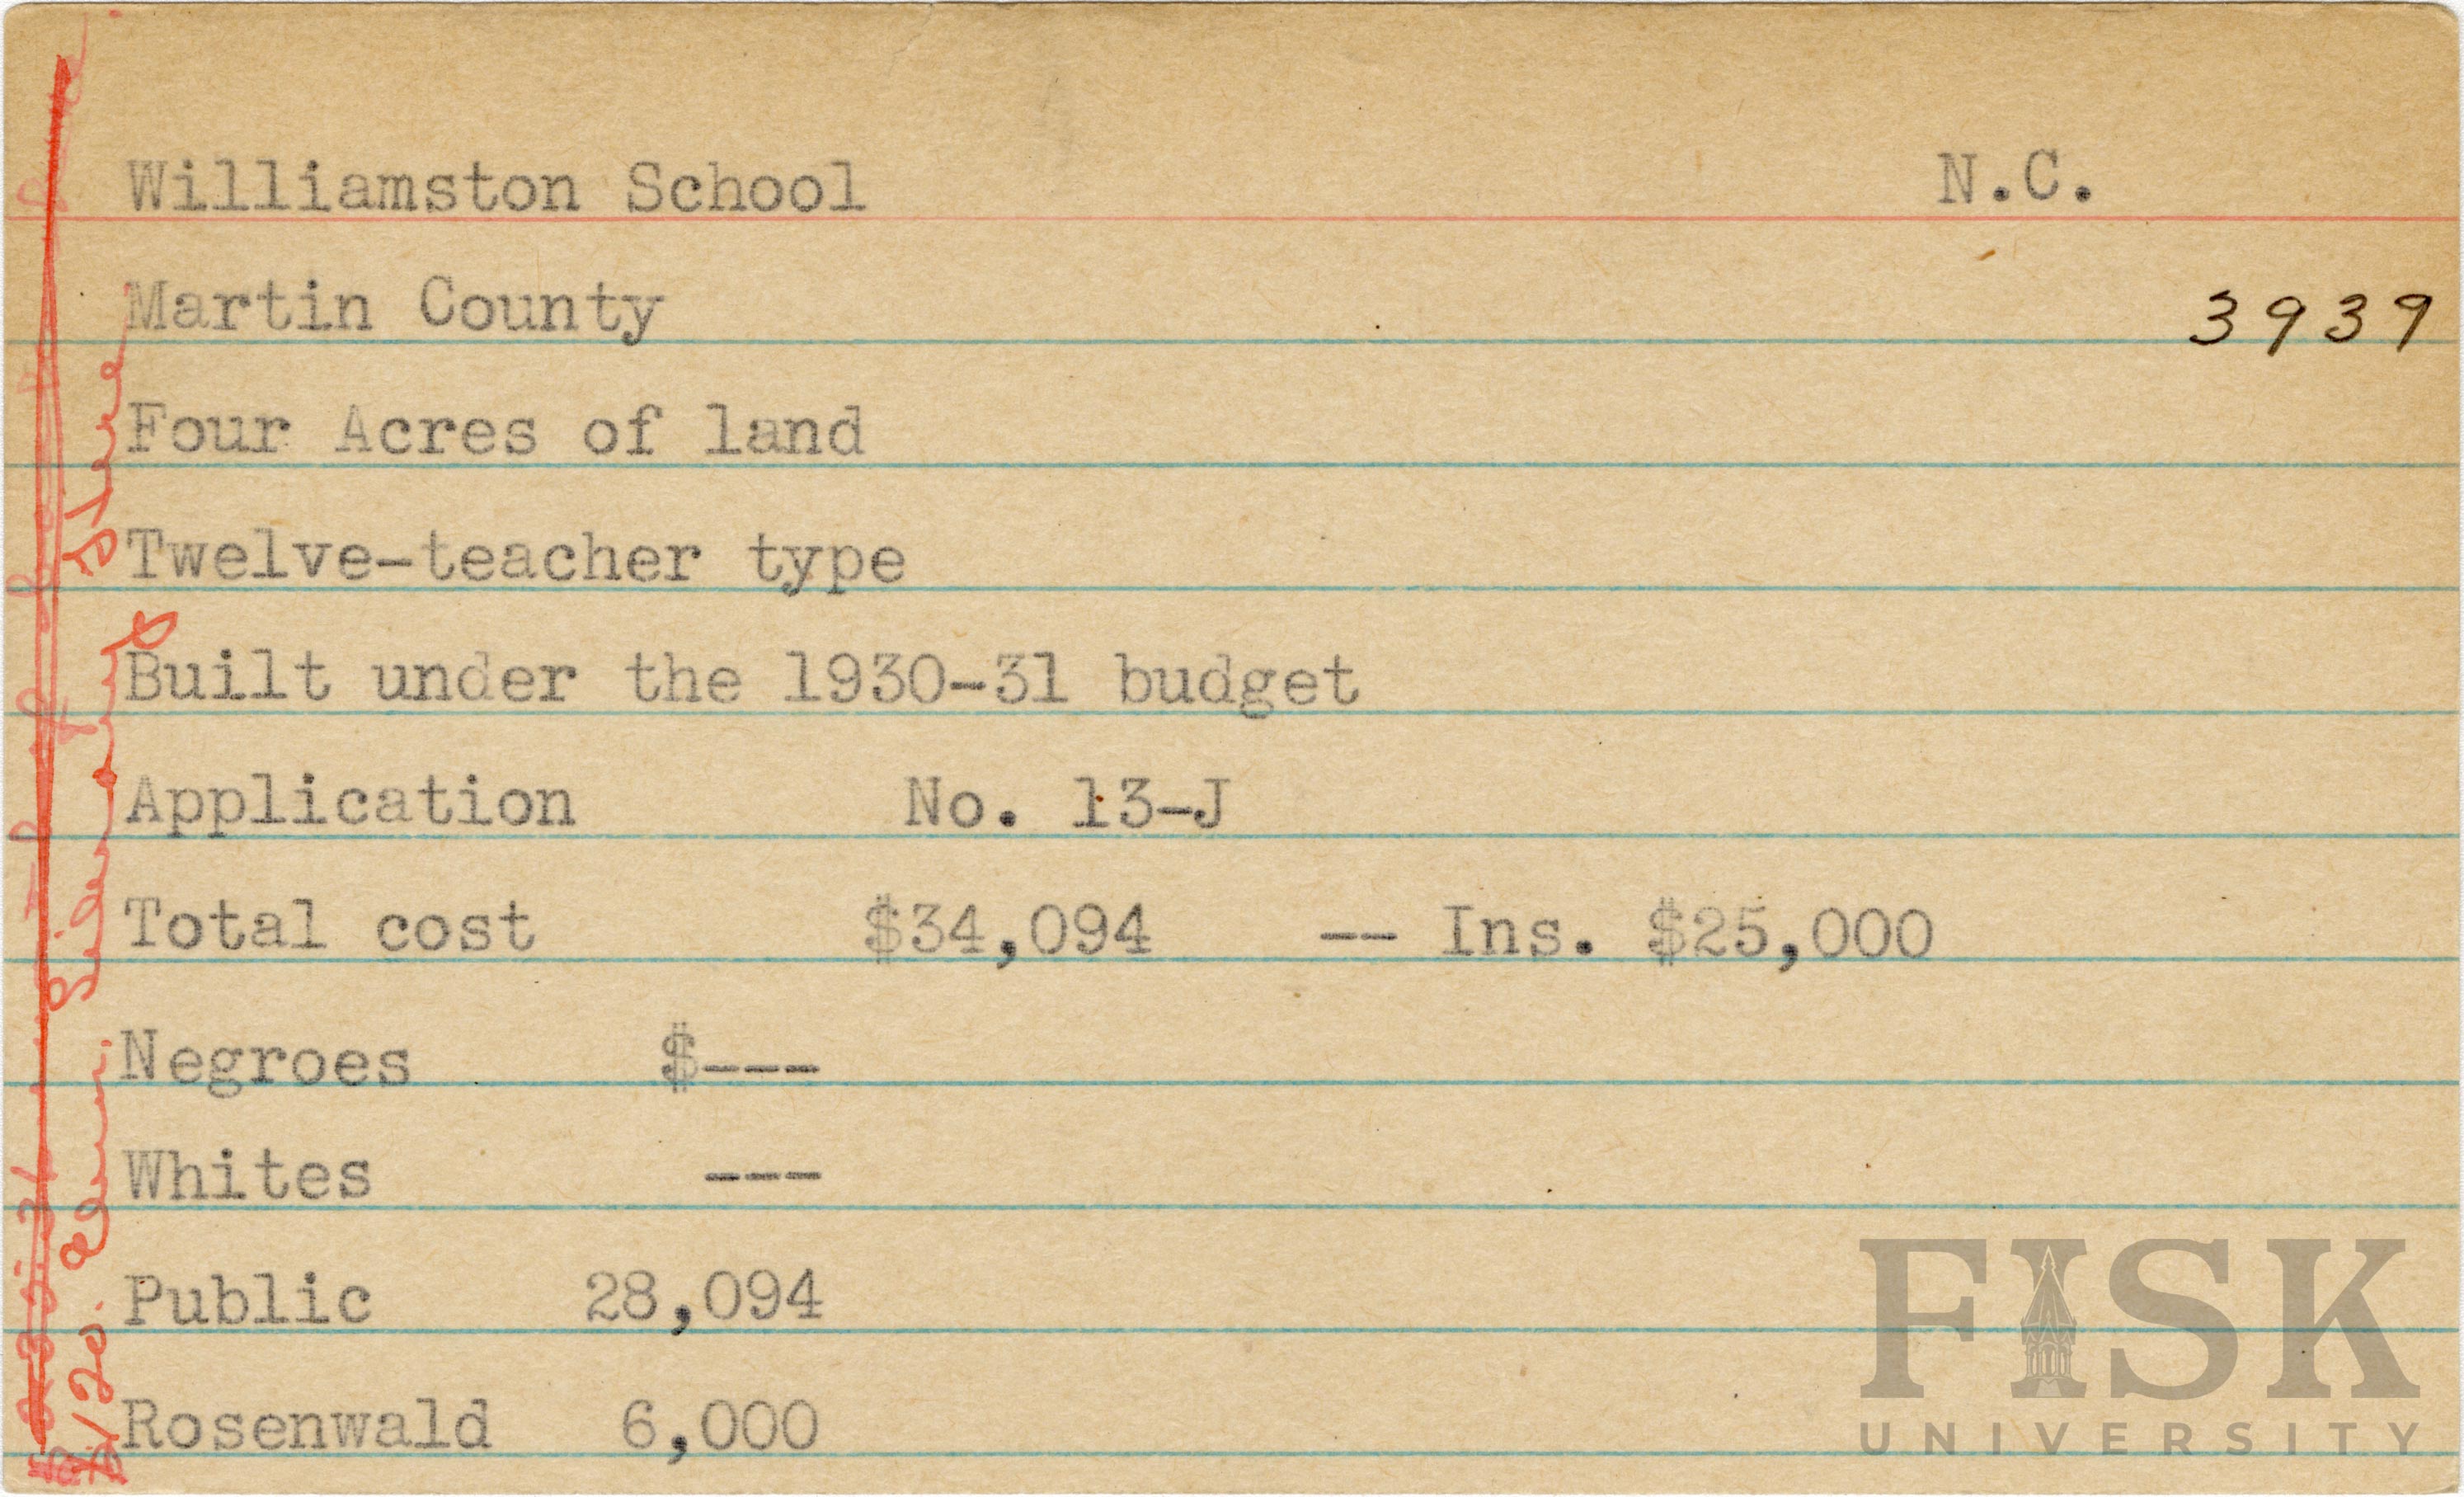 Williamston School N.C.
Martin County 3939
Four Acres of land
Twelve-teacher type
Built under the 1930-31 budget
Application No. 13-J
Total cost $34,094 -- Ins. $25,000
Negroes $---
Whites ---
Public 28,094
Rosenwald 6,000
FISK
UNIVERSITY